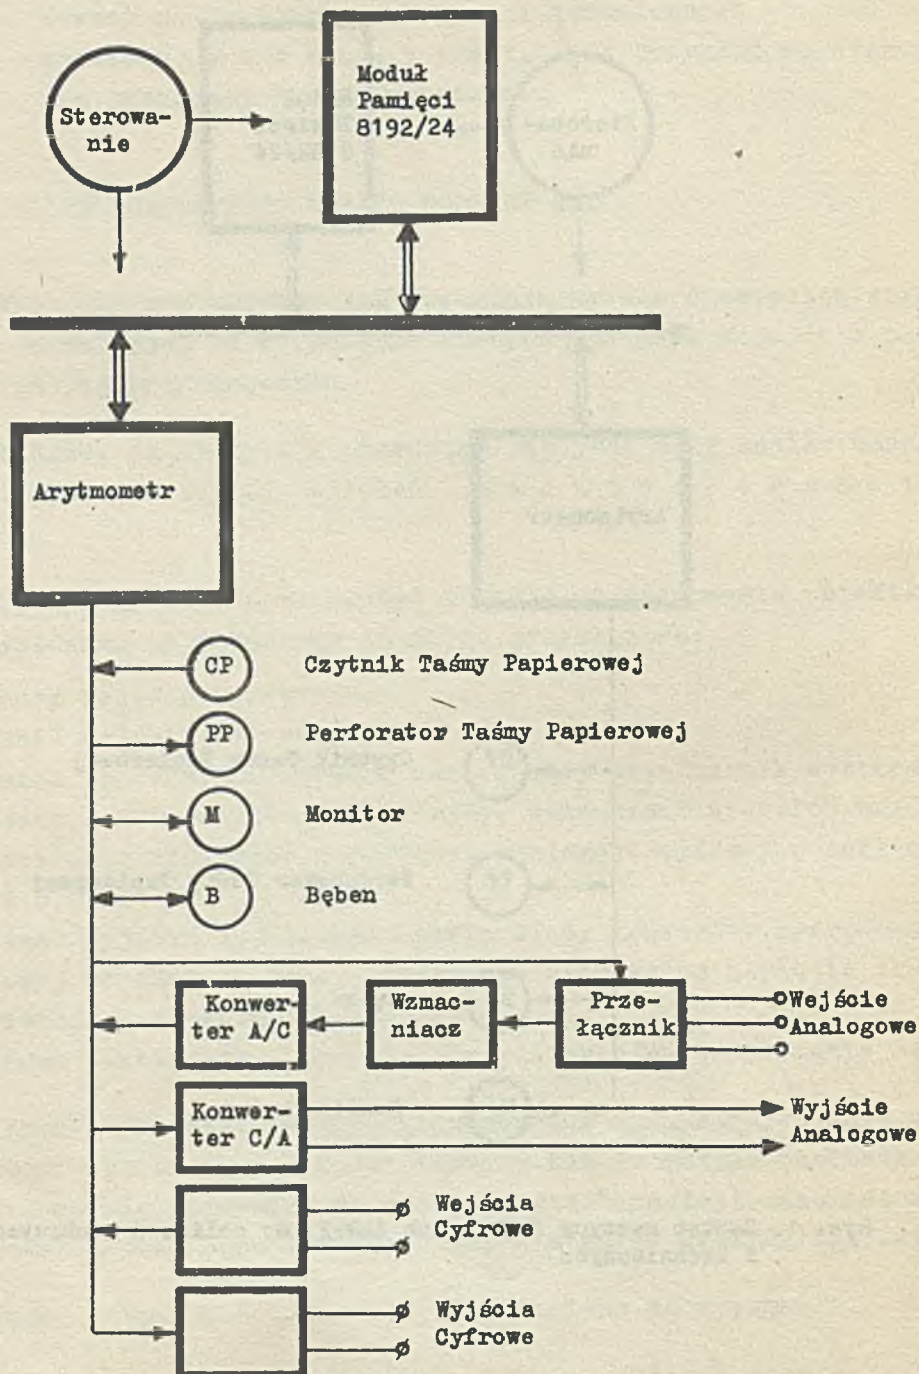 Sterowa-
nie
Moduł
Pamięci
8192/24
Arytmometr
CP
Czytnik Taśmy Papierowej
PP
Perforator Taśmy Papierowej
M
Monitor
B
Bęben
Konwer-
ter A/C
Wzmac-
niacz
Prze-
łącznik
Wejście
Analogowe
Konwer-
ter C/A
Wyjście
Analogowe
Wejścia
Cyfrowe
Wyjścia
Cyfrowe